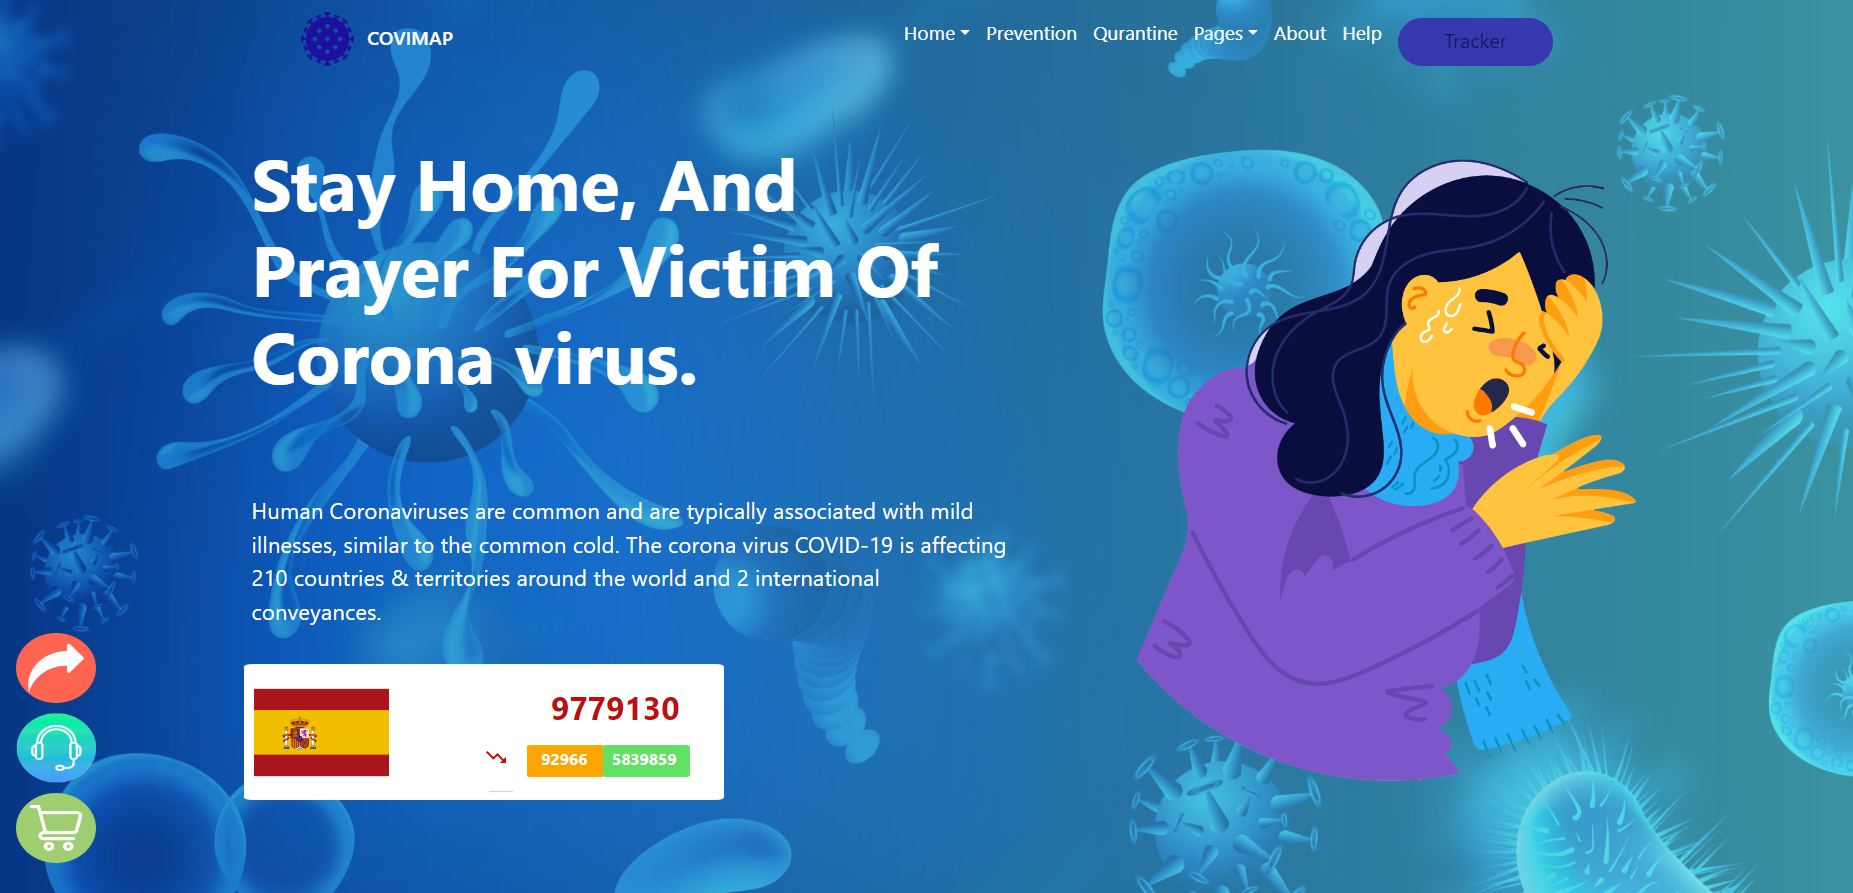 COVIMAP
Home Prevention Qurantine Pages About Help Tracker
Stay Home, And
Prayer For Victim Of
Corona virus.
Human Coronaviruses are common and are typically associated with mild
illnesses, similar to the common cold. The corona virus COVID-19 is affecting
210 countries & territories around the world and 2 international
conveyances.
9779130
92966 5839859